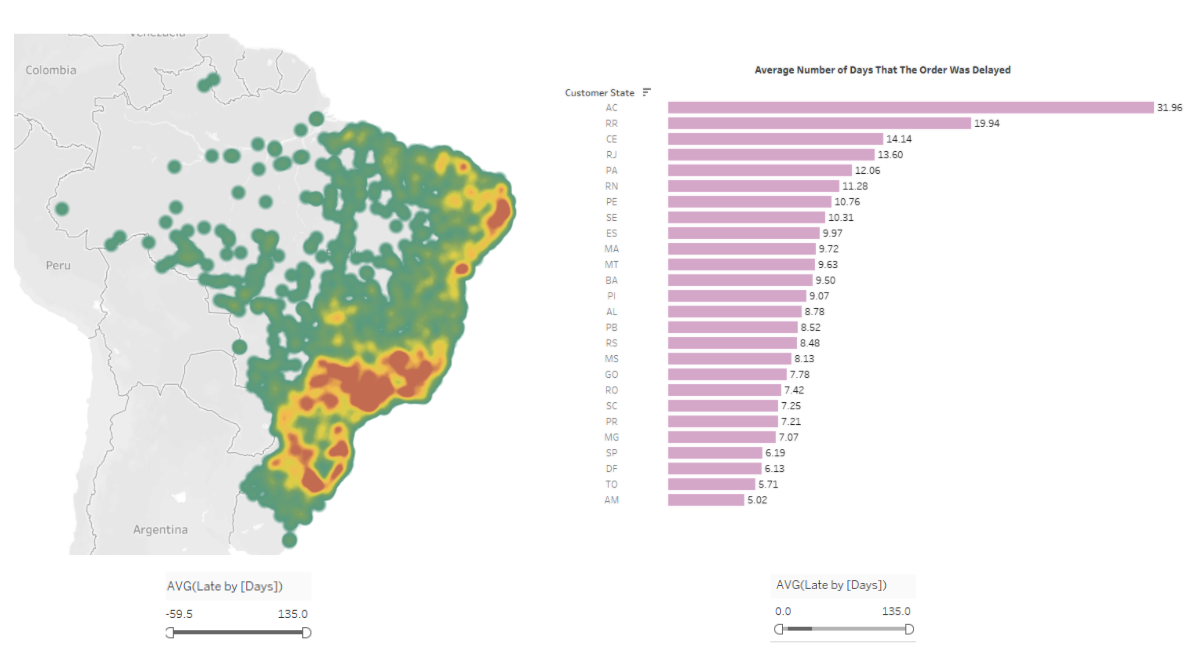 Venezuela
Colombia
Peru
Argentina
AVG(Late by [Days])
-59.5 135.0
Average Number of Days That The Order Was Delayed
Customer State
AC 31.96
RR 19.94
CE 14.14
RJ 13.60
PA 12.06
RN 11.28
PE 10.76
SE 10.31
ES 9.97
MA 9.72
MT 9.63
BA 9.50
PI 9.07
AL 8.78
PB 8.52
RS 8.48
MS 8.13
GO 7.78
RO 7.42
SC 7.25
PR 7.21
MG 7.07
SP 6.19
DF 6.13
TO 5.71
AM 5.02
AVG(Late by [Days])
0.0 135.0